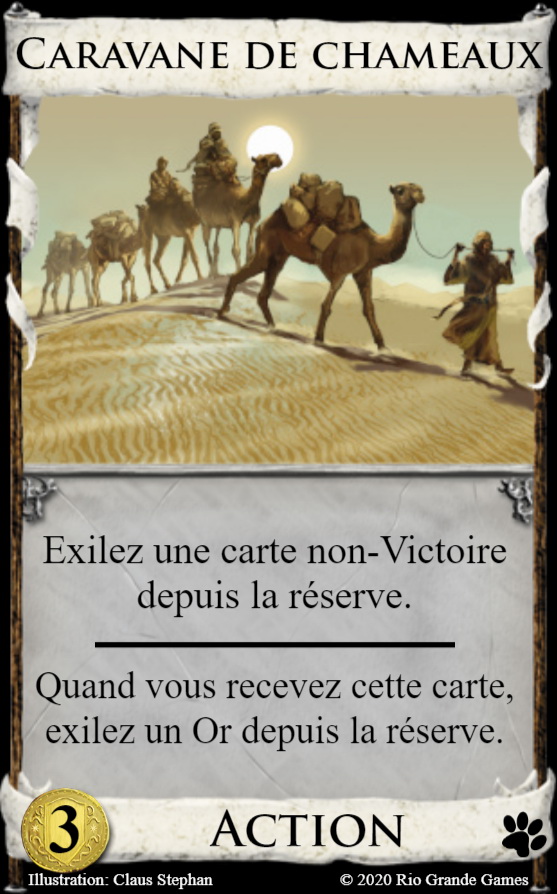 Caravane de chameaux
Exilez une carte non-Victoire
depuis la réserve.
Quand vous recevez cette carte,
exilez un Or depuis la réserve.
3
Action
Illustration: Claus Stephan
© 2020 Rio Grande Games